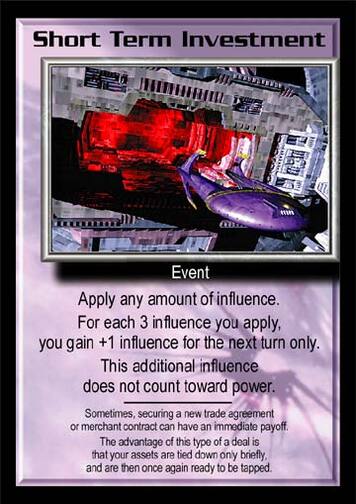 Short Term Investment
Event
Apply any amount of influence.
For each 3 influence you apply,
you gain +1 influence for the next turn only.
This additional influence
does not count toward power.
Sometimes, securing a new trade agreement
or merchant contract can have an immediate payoff.
The advantage of this type of a deal is
that your assets are tied down only briefly,
and are then once again ready to be tapped.